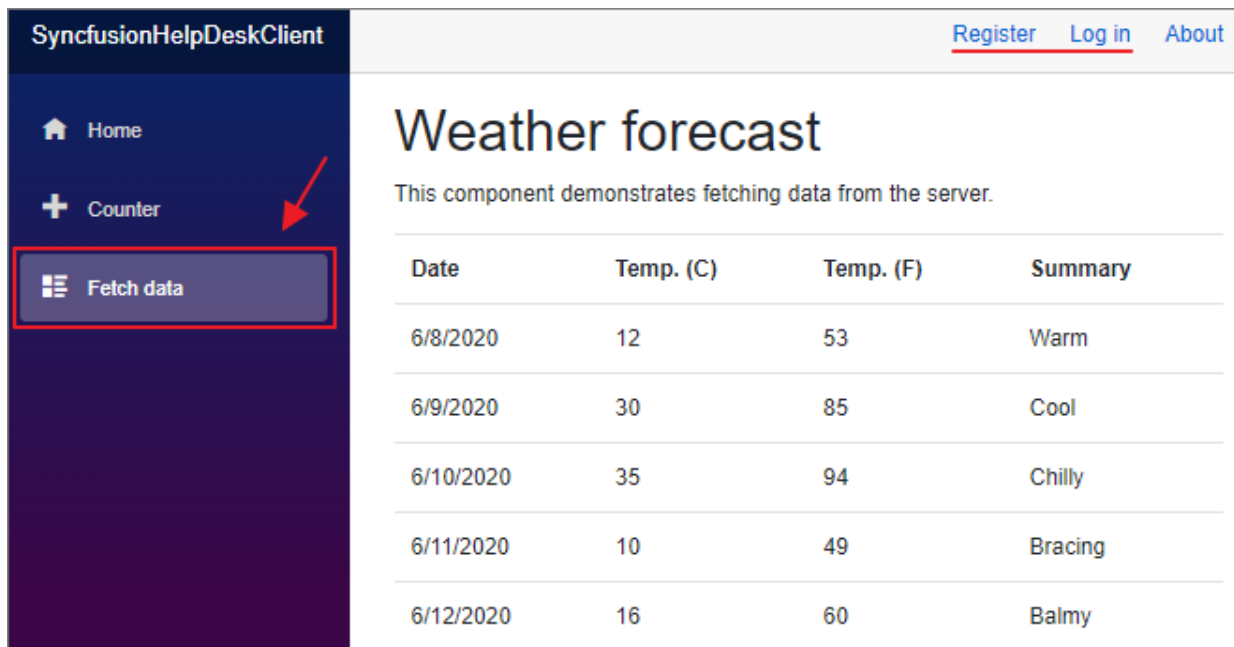 SyncfusionHelpDeskClient
Register Log in About
Home
Counter
Fetch data
Weather forecast
This component demonstrates fetching data from the server.
Date Temp. (C) Temp. (F) Summary
6/8/2020 12 53 Warm
6/9/2020 30 85 Cool
6/10/2020 35 94 Chilly
6/11/2020 10 49 Bracing
6/12/2020 16 60 Balmy